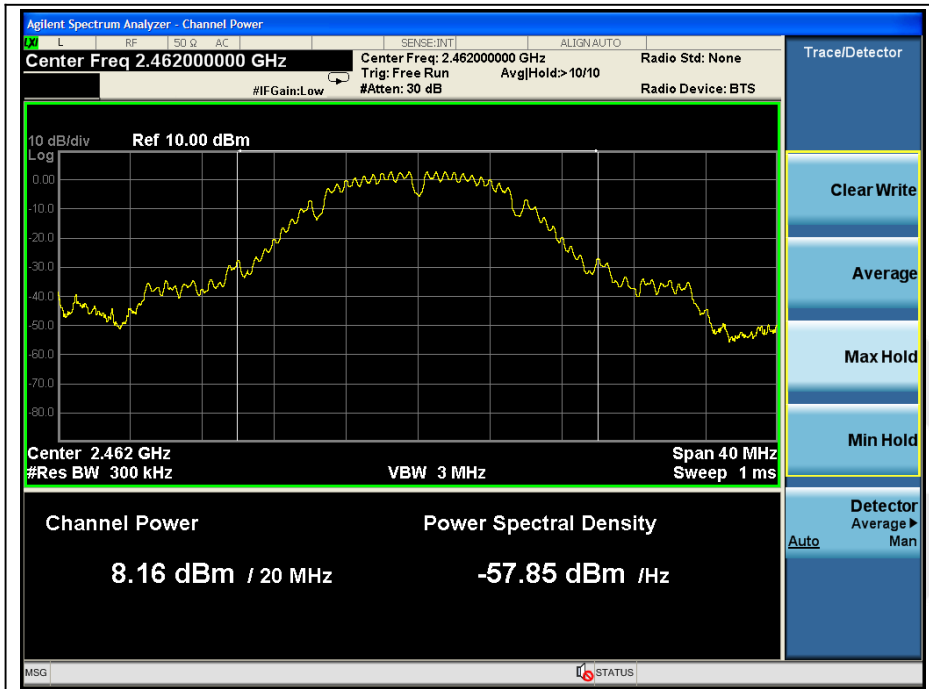 Agilent Spectrum Analyzer - Channel Power
LXI L RF 50 Ω AC SENSE:INT ALIGN AUTO
Center Freq 2.462000000 GHz
#IFGain:Low
Center Freq: 2.462000000 GHz
Trig: Free Run Avg|Hold:> 10/10
#Atten: 30 dB
Radio Std: None
Radio Device: BTS
10 dB/div Ref 10.00 dBm
Log
0.00
-10.0
-20.0
-30.0
-40.0
-50.0
-60.0
-70.0
-80.0
Center 2.462 GHz Span 40 MHz
#Res BW 300 kHz VBW 3 MHz Sweep 1 ms
Channel Power Power Spectral Density
8.16 dBm / 20 MHz -57.85 dBm /Hz
MSG STATUS
Trace/Detector
Clear Write
Average
Max Hold
Min Hold
Detector
Average▶
Auto Man